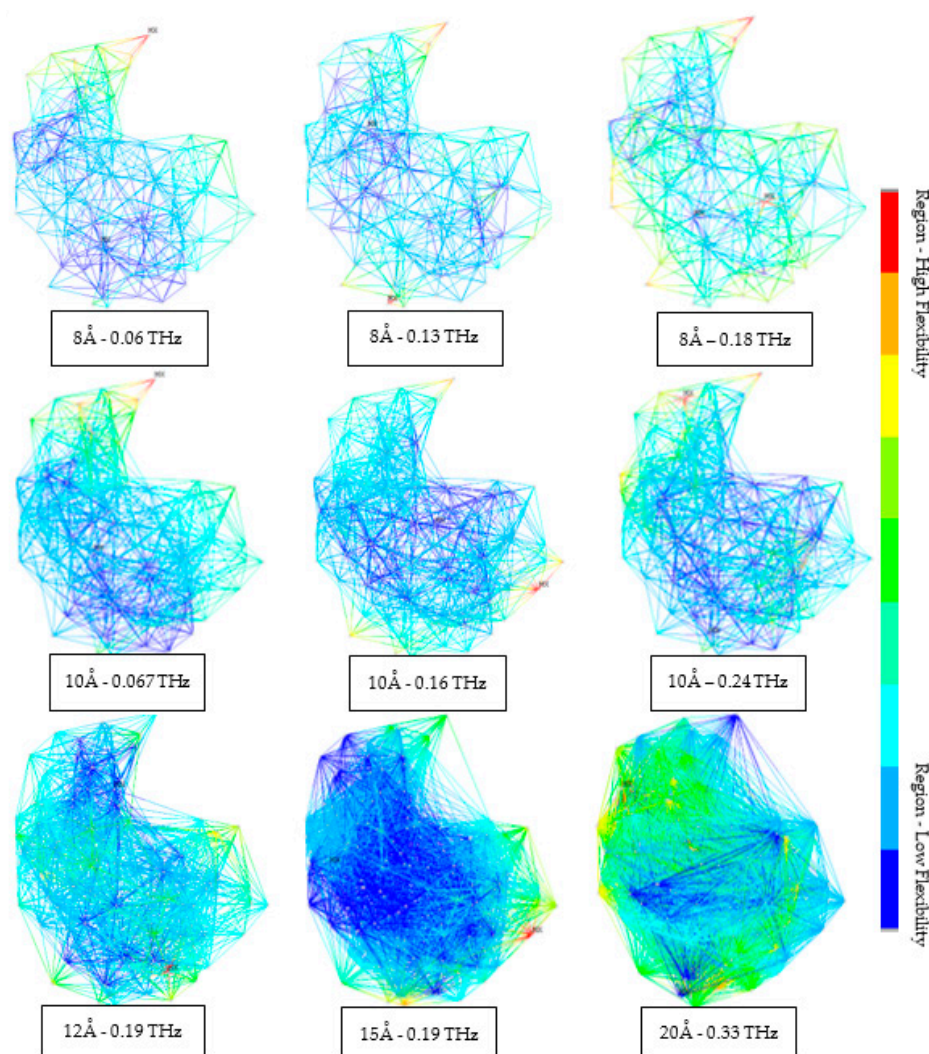 8Å - 0.06 THz
8Å - 0.13 THz
8Å – 0.18 THz
10Å - 0.067 THz
10Å - 0.16 THz
10Å – 0.24 THz
12Å - 0.19 THz
15Å - 0.19 THz
20Å - 0.33 THz
Region - High Flexibility
Region - Low Flexibility